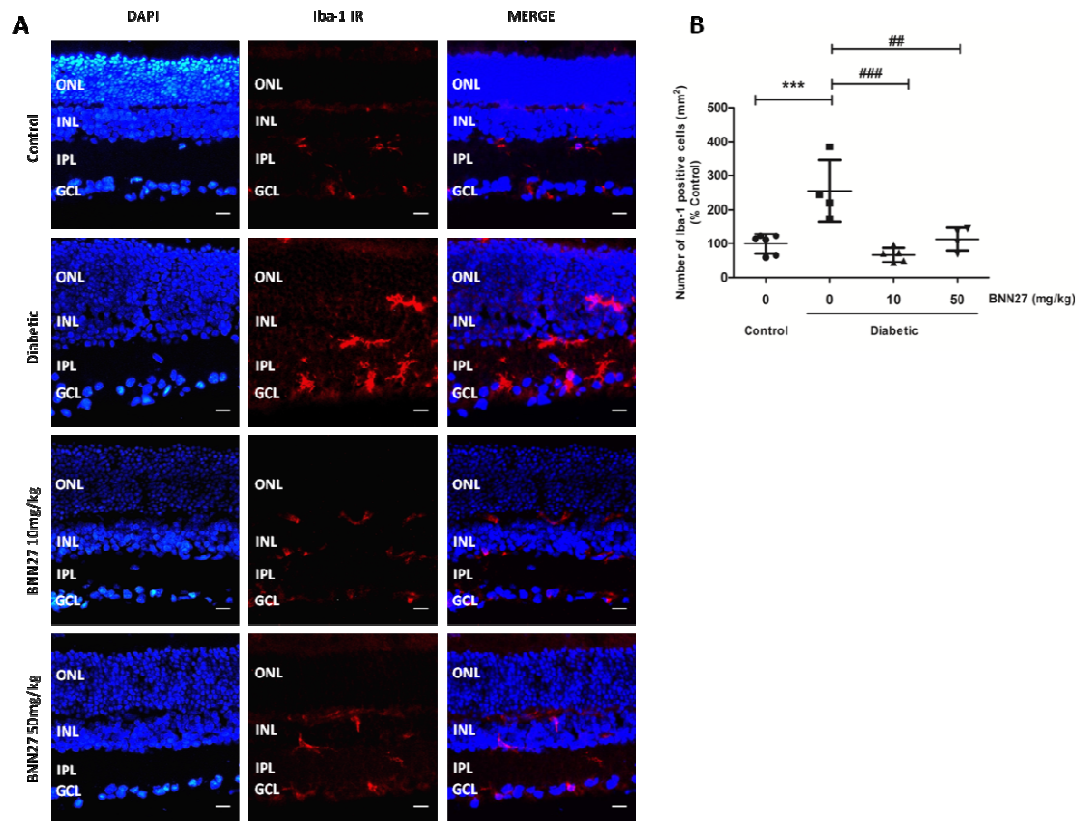 A
DAPI
Iba-1 IR
MERGE
Control
ONL
INL
IPL
GCL
ONL
INL
IPL
GCL
ONL
INL
IPL
GCL
Diabetic
ONL
INL
IPL
GCL
ONL
INL
IPL
GCL
ONL
INL
IPL
GCL
BNN27 10mg/kg
ONL
INL
IPL
GCL
ONL
INL
IPL
GCL
ONL
INL
IPL
GCL
BNN27 50mg/kg
ONL
INL
IPL
GCL
ONL
INL
IPL
GCL
ONL
INL
IPL
GCL
B
##
###
***
Number of Iba-1 positive cells (mm²)
(% Control)
500
400
300
200
100
0
0 0 10 50 BNN27 (mg/kg)
Control Diabetic